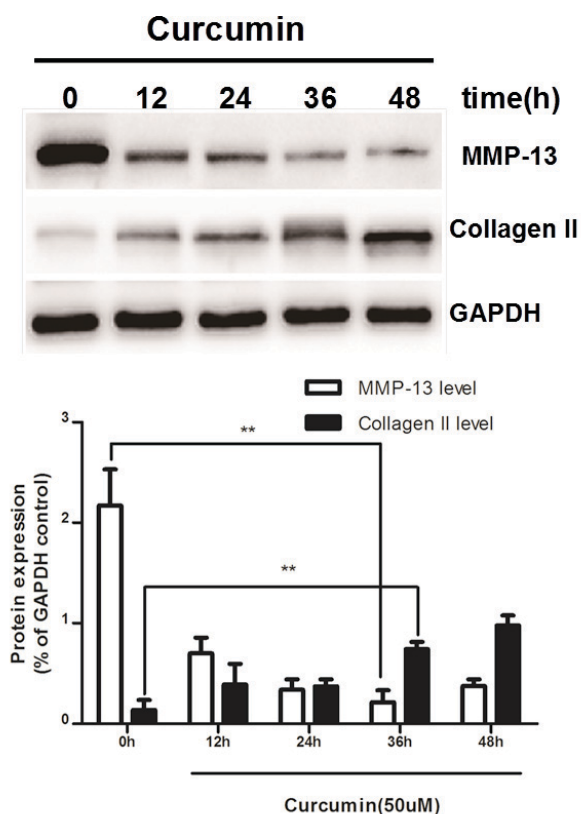 Curcumin
0 12 24 36 48 time(h)
MMP-13
Collagen II
GAPDH
MMP-13 level
Collagen II level
Protein expression
(% of GAPDH control)
3
2
1
0
**
**
0h 12h 24h 36h 48h
Curcumin(50uM)